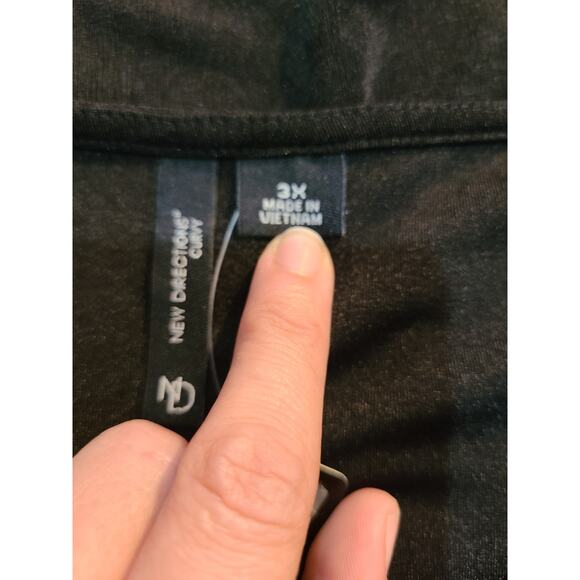 3X
MADE IN
VIETNAM
NEW DIRECTIONS®
CURVY
ND